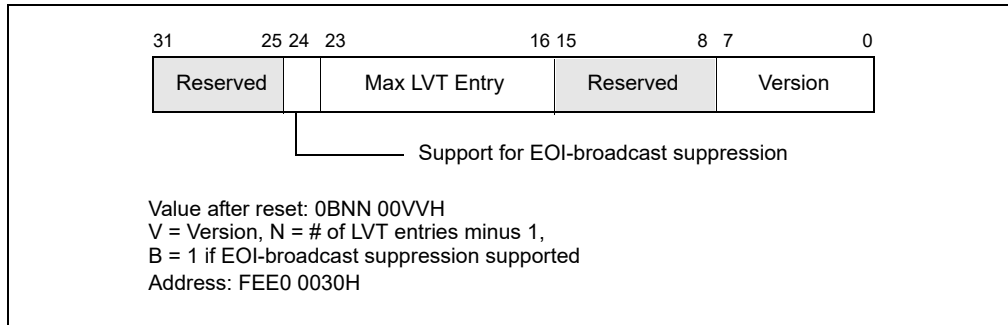 31 25 24 23 16 15 8 7 0
Reserved Max LVT Entry Reserved Version
Support for EOI-broadcast suppression
Value after reset: 0BNN 00VVH
V = Version, N = # of LVT entries minus 1,
B = 1 if EOI-broadcast suppression supported
Address: FEE0 0030H